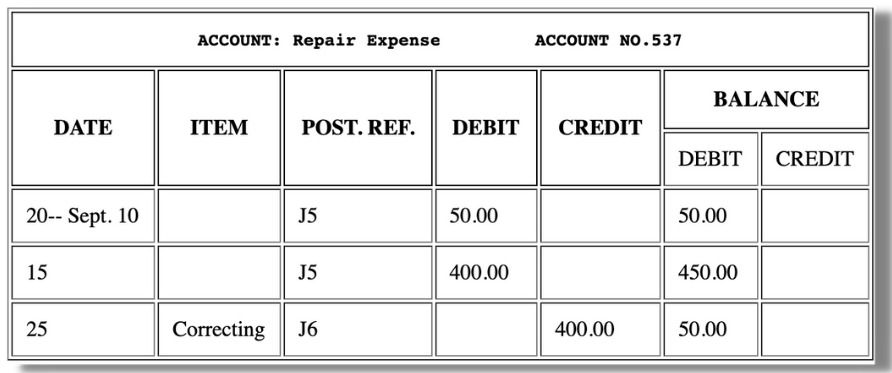 ACCOUNT: Repair Expense ACCOUNT NO.537
DATE ITEM POST. REF. DEBIT CREDIT BALANCE
DEBIT CREDIT
20-- Sept. 10 J5 50.00 50.00
15 J5 400.00 450.00
25 Correcting J6 400.00 50.00